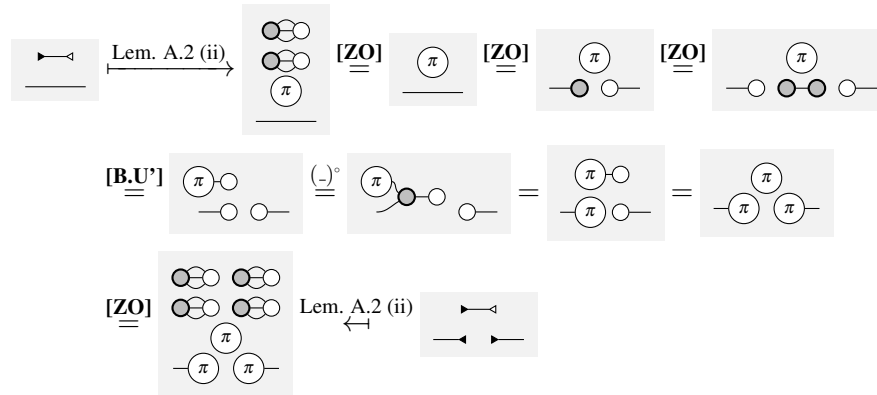 Lem. A.2 (ii) [ZO] = π [ZO] = π [ZO] = π
π
[B.U'] = π (_)° = π = π π = π π π
[ZO] = π π π Lem. A.2 (ii)